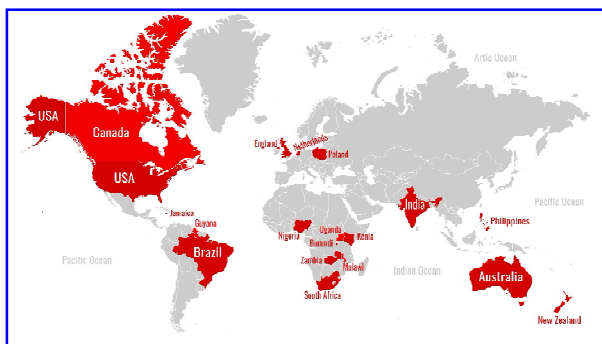 Artic Ocean
USA
Canada
England
Netherlands
Poland
USA
Pacific Ocean
India
Jamaica
Philippines
Guyana
Uganda
Nigeria
Kenia
Burundi
Brazil
Pacific Ocean
Zambia
Malawi
Indian Ocean
Australia
South Africa
New Zealand